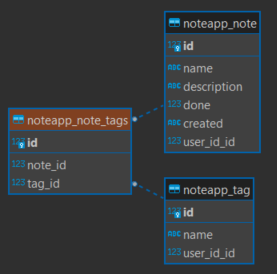 noteapp_note
123 id
ABC name
ABC description
123 done
ABC created
123 user_id_id
noteapp_note_tags
123 id
123 note_id
123 tag_id
noteapp_tag
123 id
ABC name
123 user_id_id